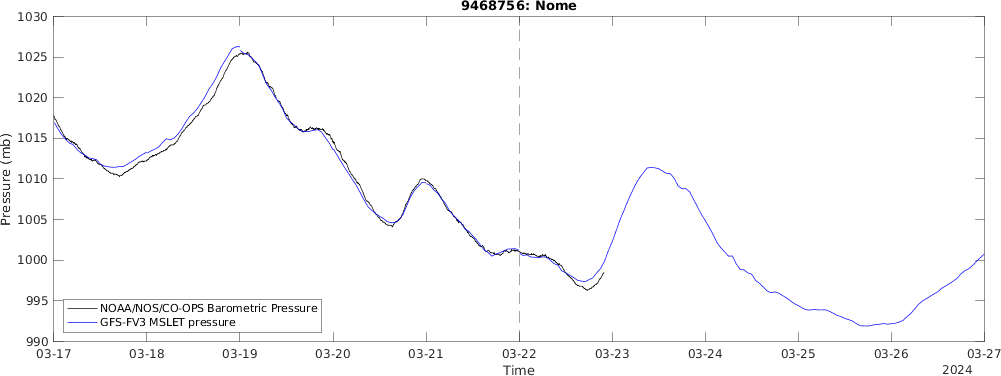 9468756: Nome
1030
1025
1020
1015
1010
1005
1000
995
990
Pressure (mb)
NOAA/NOS/CO-OPS Barometric Pressure
GFS-FV3 MSLET pressure
03-17 03-18 03-19 03-20 03-21 03-22 03-23 03-24 03-25 03-26 03-27
Time
2024